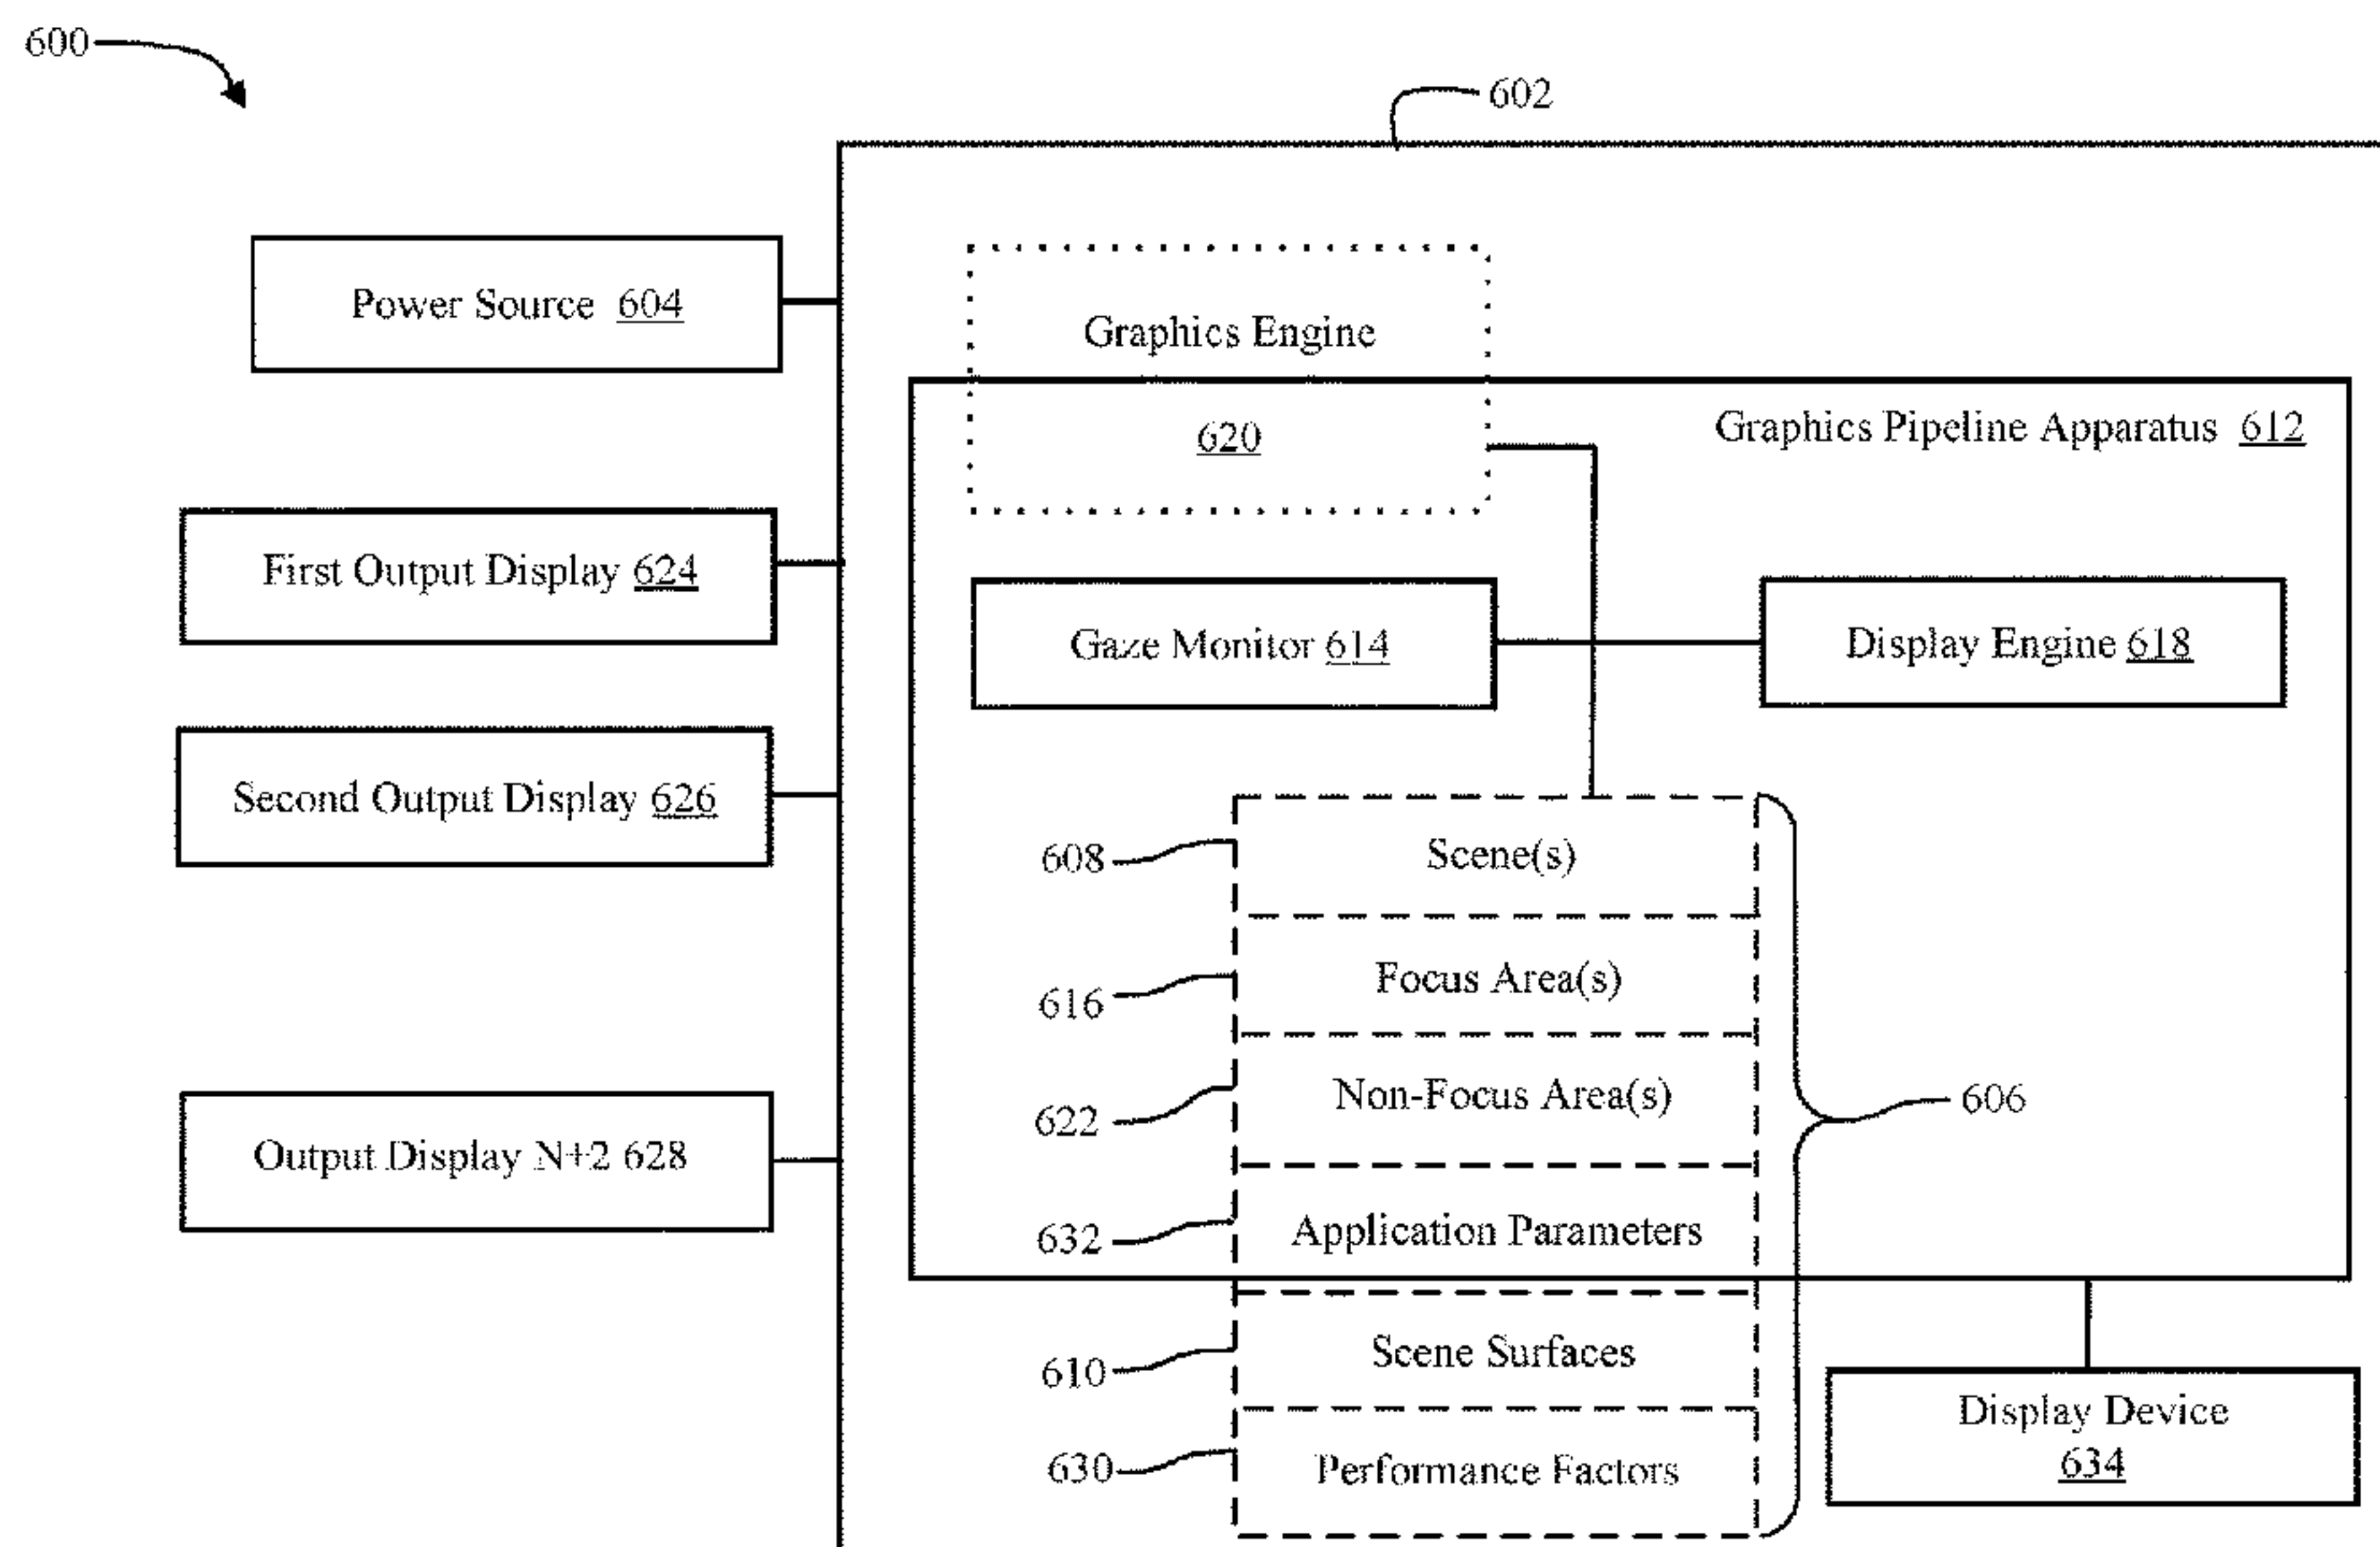 600
602
Power Source 604
Graphics Engine
620
Graphics Pipeline Apparatus 612
First Output Display 624
Gaze Monitor 614
Display Engine 618
Second Output Display 626
608
Scene(s)
616
Focus Area(s)
622
Non-Focus Area(s)
606
Output Display N+2 628
632
Application Parameters
610
Scene Surfaces
630
Performance Factors
Display Device
634